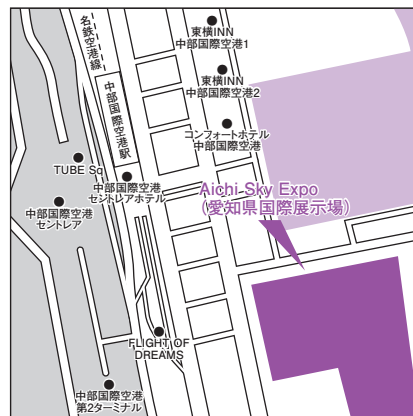 東横INN
中部国際空港1
名鉄空港線
東横INN
中部国際空港2
中部国際空港駅
コンフォートホテル
中部国際空港
TUBE Sq
中部国際空港
セントレアホテル
Aichi Sky Expo
(愛知県国際展示場)
中部国際空港
セントレア
FLIGHT OF
DREAMS
中部国際空港
第2ターミナル